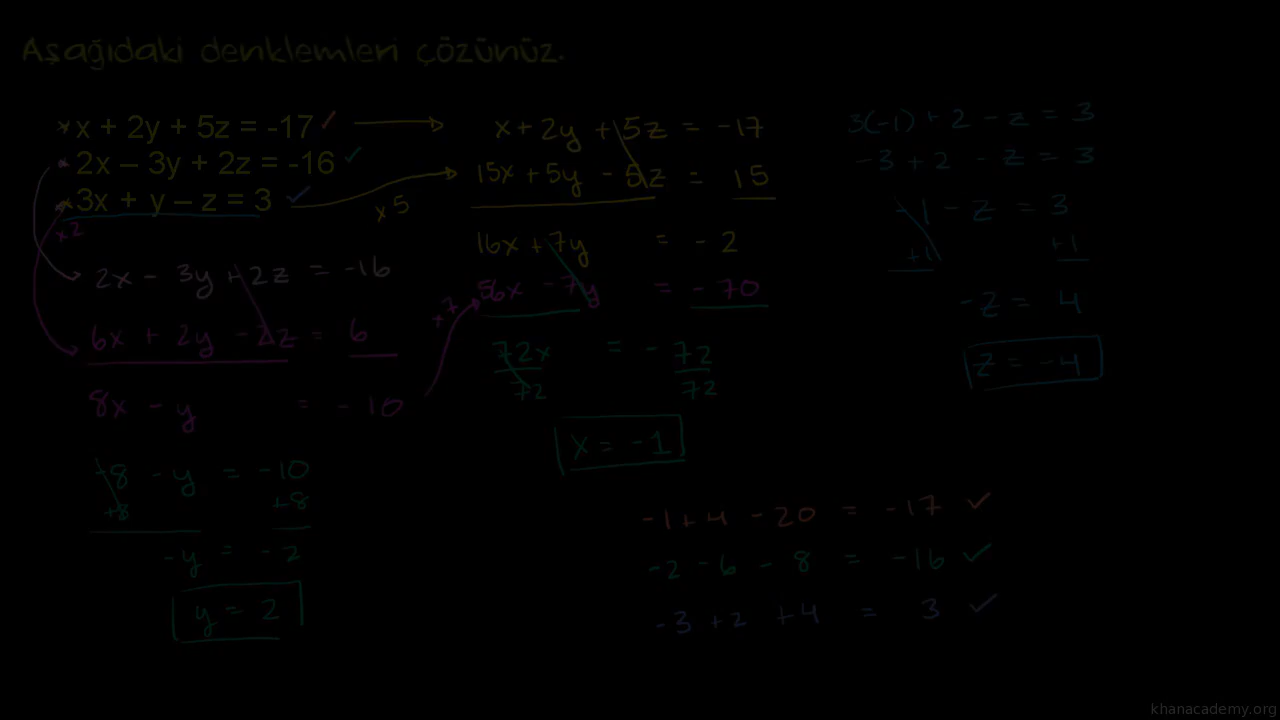 Aşağıdaki denklemleri çözünüz.
*x + 2y + 5z = -17 ✓
*2x – 3y + 2z = -16 ✓
*3x + y – z = 3 ✓
x2
x5
2x - 3y + 2z = -16
6x + 2y - 2z = 6
8x - y = -10
x7
-8 - y = -10
+8 +8
-y = -2
y = 2
x + 2y + 5z = -17
15x + 5y - 5z = 15
16x + 7y = -2
56x - 7y = -70
72x = -72
72 72
x = -1
3(-1) + 2 - z = 3
-3 + 2 - z = 3
-1 - z = 3
+1 +1
-z = 4
z = -4
-1 + 4 - 20 = -17 ✓
-2 - 6 - 8 = -16 ✓
-3 + 2 + 4 = 3 ✓
khanacademy.org